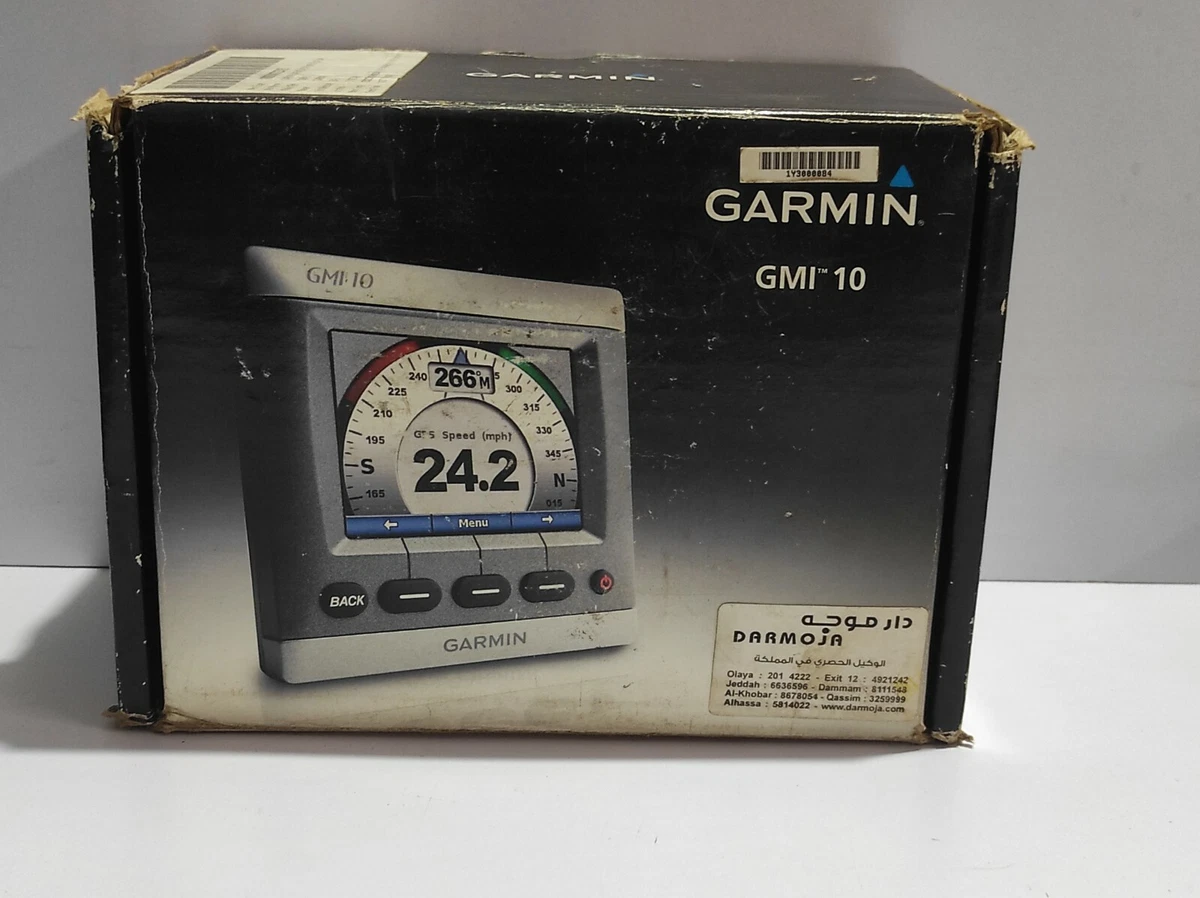 GARMIN
1Y3000084
GARMIN
GMI™ 10
GMI 10
240
266°M
225
300
210
315
195
330
345
S
N
165
015
GPS Speed (mph)
24.2
←
Menu
→
BACK
GARMIN
دار موجه
DARMOJA
الوكيل الحصري في المملكة
Olaya : 201 4222 - Exit 12 : 4921242
Jeddah : 6636596 - Dammam : 8111548
Al-Khobar : 8678054 - Qassim : 3259999
Alhassa : 5814022 - www.darmoja.com